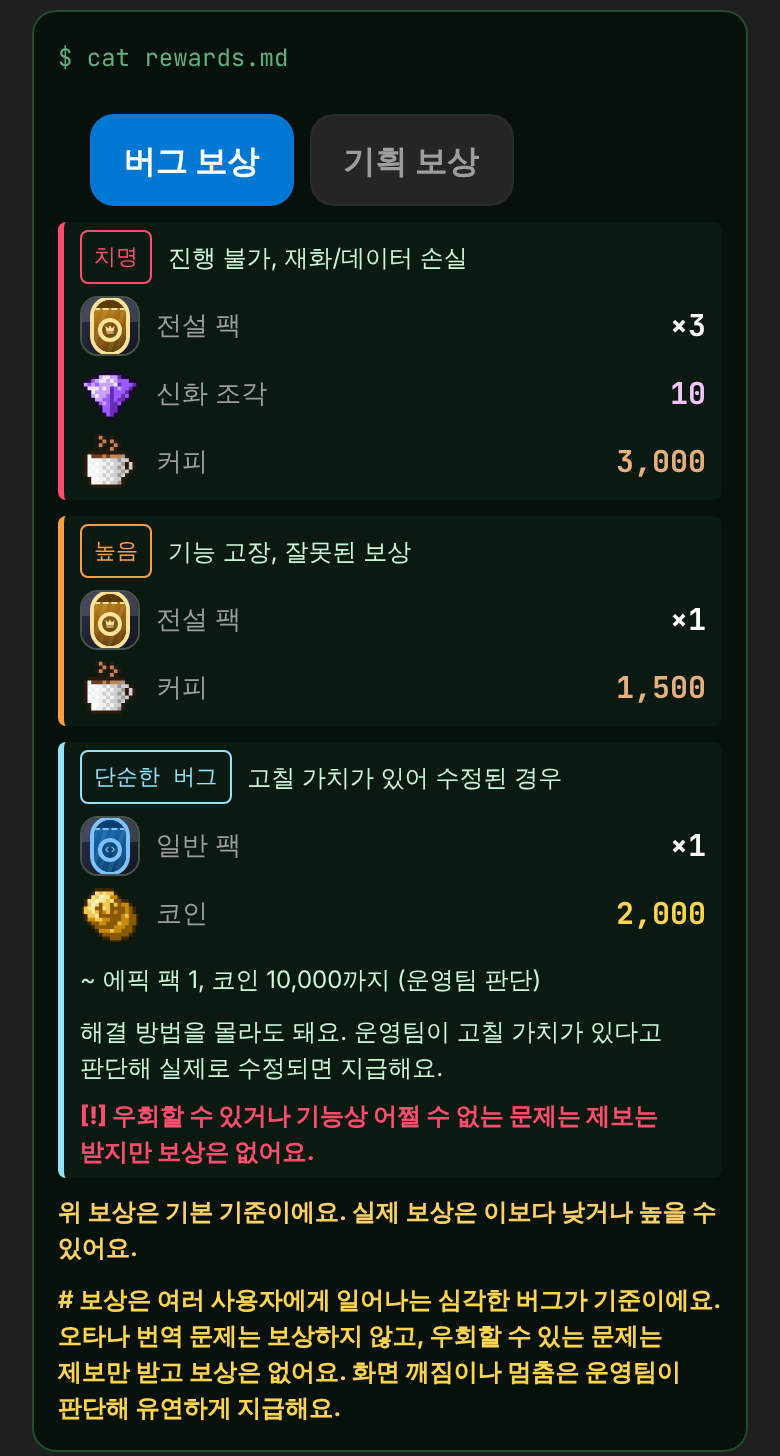 $ cat rewards.md
버그 보상
기획 보상
치명 진행 불가, 재화/데이터 손실
전설 팩 ×3
신화 조각 10
커피 3,000
높음 기능 고장, 잘못된 보상
전설 팩 ×1
커피 1,500
단순한 버그 고칠 가치가 있어 수정된 경우
일반 팩 ×1
코인 2,000
~ 에픽 팩 1, 코인 10,000까지 (운영팀 판단)
해결 방법을 몰라도 돼요. 운영팀이 고칠 가치가 있다고
판단해 실제로 수정되면 지급해요.
[!] 우회할 수 있거나 기능상 어쩔 수 없는 문제는 제보는
받지만 보상은 없어요.
위 보상은 기본 기준이에요. 실제 보상은 이보다 낮거나 높을 수
있어요.
# 보상은 여러 사용자에게 일어나는 심각한 버그가 기준이에요.
오타나 번역 문제는 보상하지 않고, 우회할 수 있는 문제는
제보만 받고 보상은 없어요. 화면 깨짐이나 멈춤은 운영팀이
판단해 유연하게 지급해요.